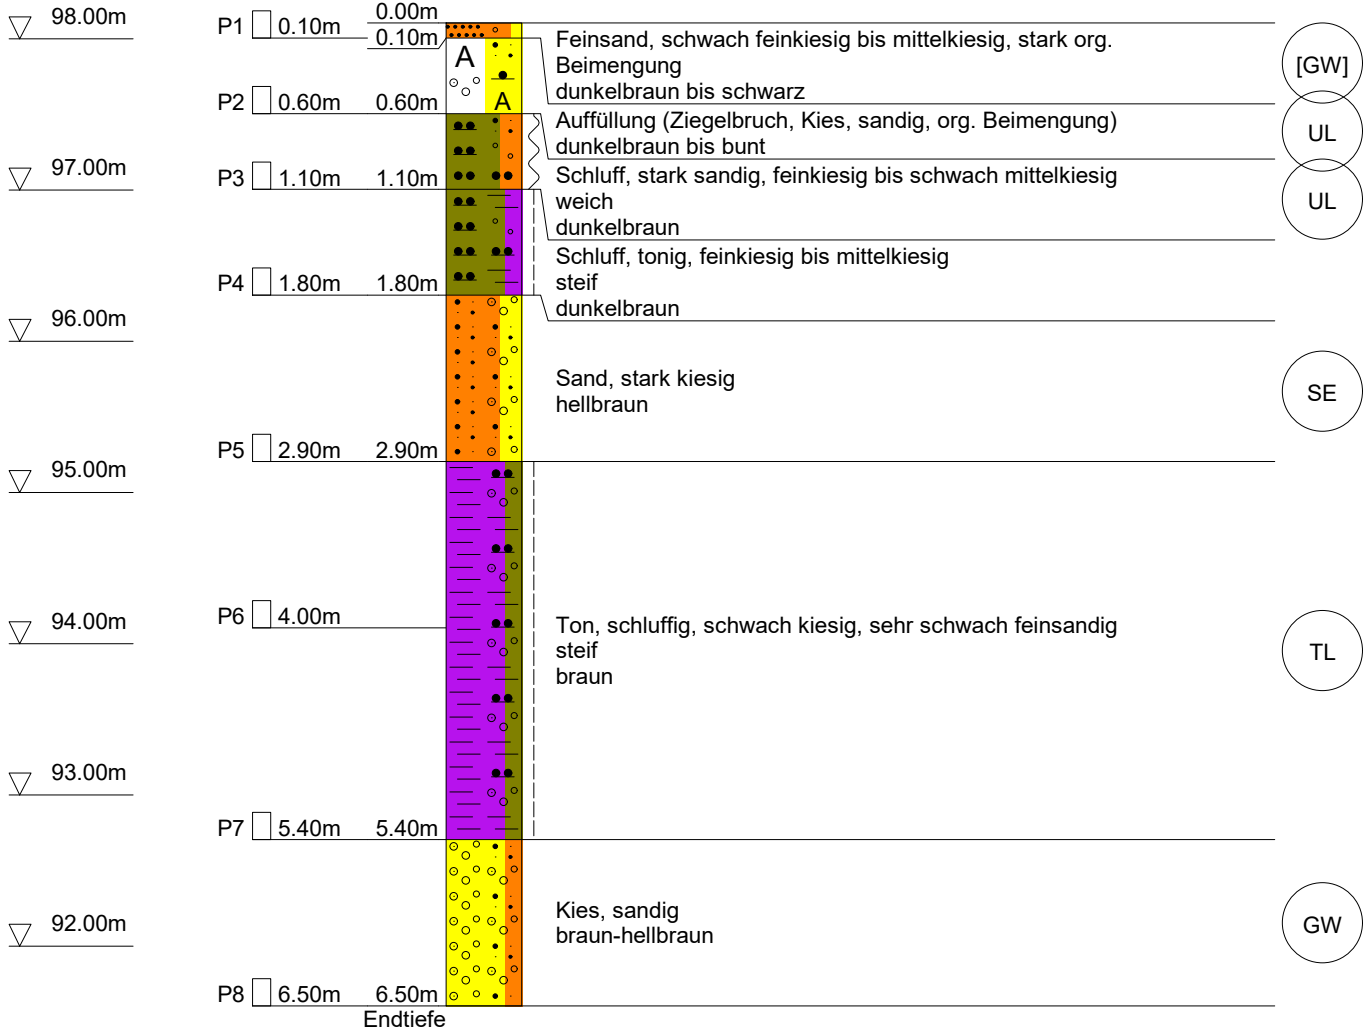 98.00m
P1 0.10m
0.00m
0.10m
A
Feinsand, schwach feinkiesig bis mittelkiesig, stark org.
Beimengung
dunkelbraun bis schwarz
[GW]
P2 0.60m 0.60m
A
Auffüllung (Ziegelbruch, Kies, sandig, org. Beimengung)
dunkelbraun bis bunt
UL
97.00m
P3 1.10m 1.10m
Schluff, stark sandig, feinkiesig bis schwach mittelkiesig
weich
dunkelbraun
UL
P4 1.80m 1.80m
Schluff, tonig, feinkiesig bis mittelkiesig
steif
dunkelbraun
96.00m
Sand, stark kiesig
hellbraun
SE
P5 2.90m 2.90m
95.00m
94.00m
P6 4.00m
Ton, schluffig, schwach kiesig, sehr schwach feinsandig
steif
braun
TL
93.00m
P7 5.40m 5.40m
92.00m
Kies, sandig
braun-hellbraun
GW
P8 6.50m 6.50m
Endtiefe